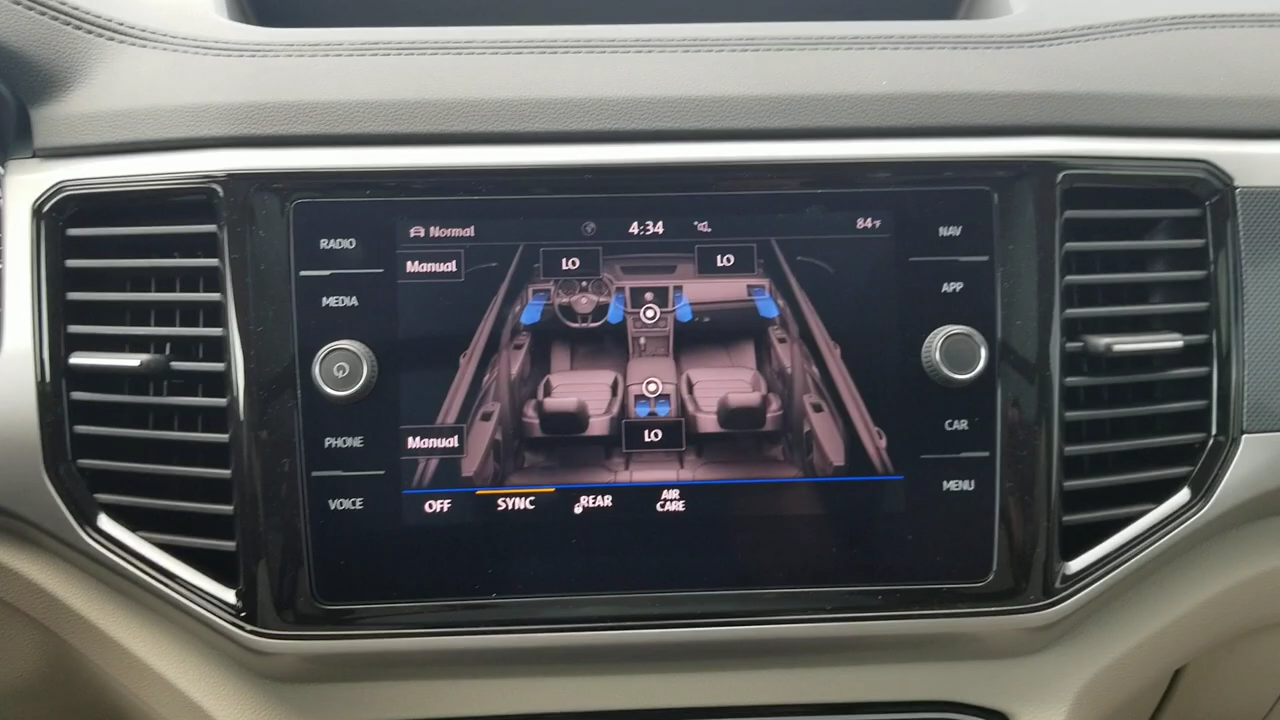 RADIO
MEDIA
PHONE
VOICE
Normal
4:34
84°F
Manual
LO
LO
Manual
LO
OFF
SYNC
REAR
AIR
CARE
NAV
APP
CAR
MENU